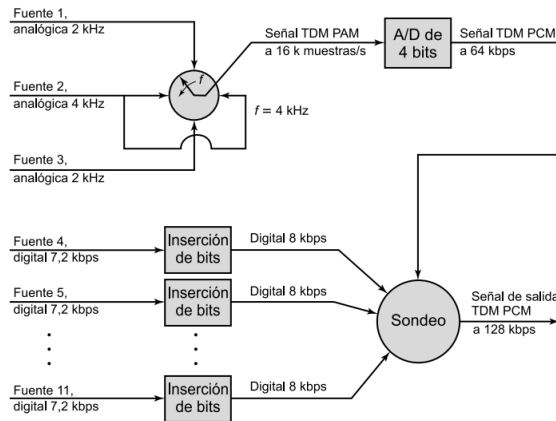 Fuente 1,
analógica 2 kHz
Señal TDM PAM
a 16 k muestras/s
A/D de
4 bits
Señal TDM PCM
a 64 kbps
f
Fuente 2,
analógica 4 kHz
f = 4 kHz
Fuente 3,
analógica 2 kHz
Fuente 4,
digital 7,2 kbps
Inserción
de bits
Digital 8 kbps
Fuente 5,
digital 7,2 kbps
Inserción
de bits
Digital 8 kbps
Sondeo
Señal de salida
TDM PCM
a 128 kbps
Fuente 11,
digital 7,2 kbps
Inserción
de bits
Digital 8 kbps